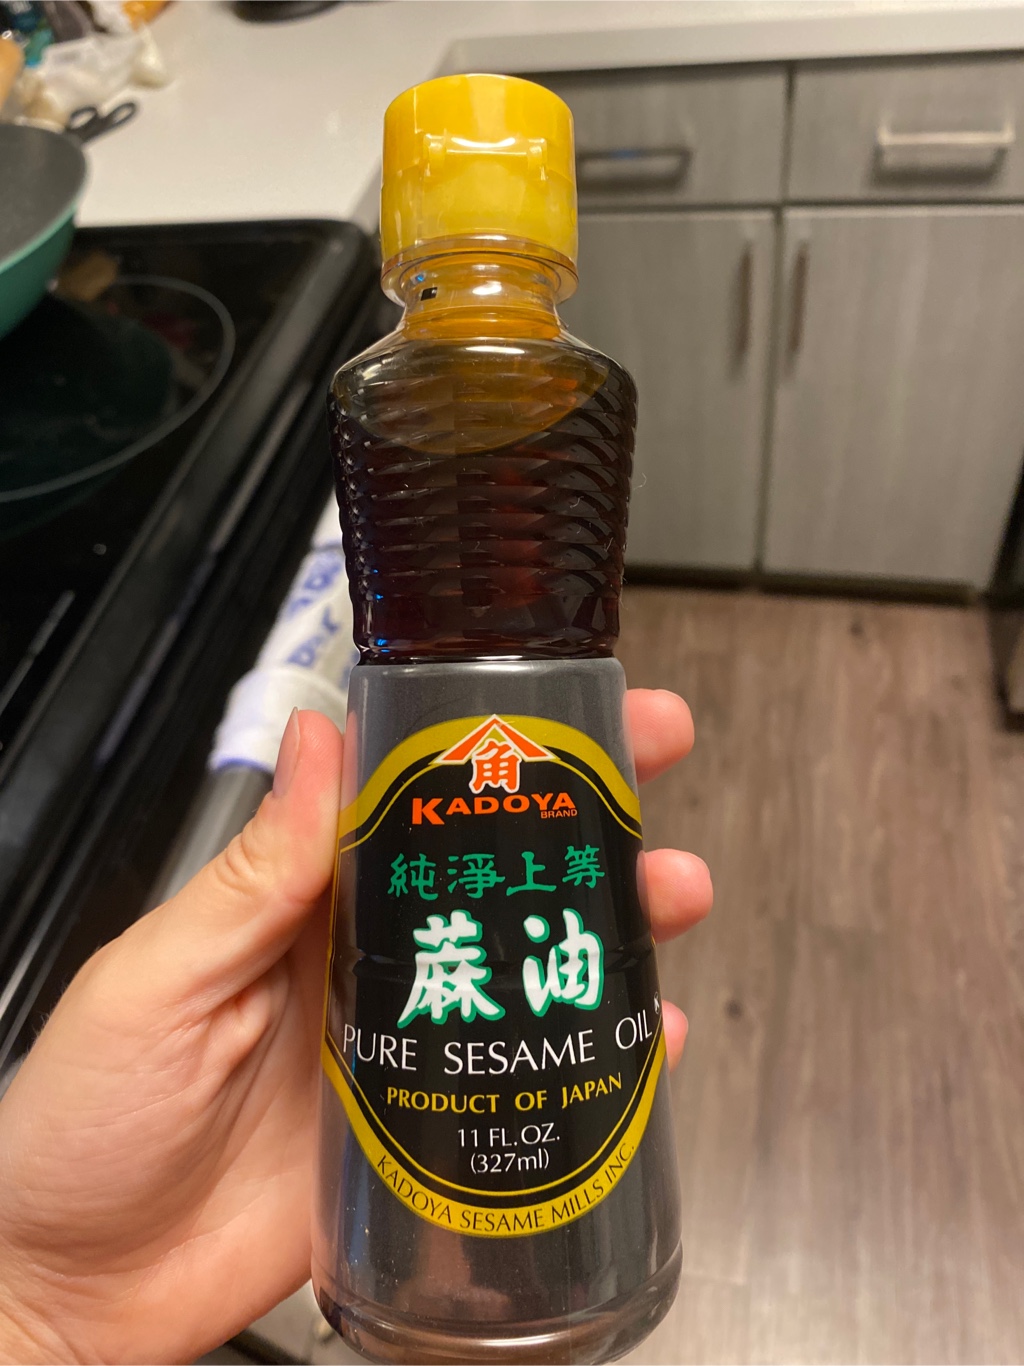 角
KADOYA
BRAND
純淨上等
蔴油
PURE SESAME OIL
PRODUCT OF JAPAN
11 FL.OZ.
(327ml)
KADOYA SESAME MILLS INC.